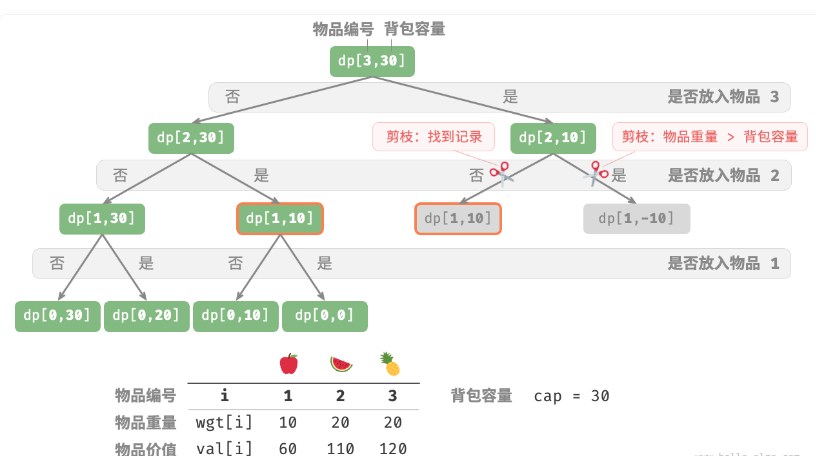 物品编号 背包容量
dp[3,30]
否 是 是否放入物品 3
dp[2,30] 剪枝：找到记录 dp[2,10] 剪枝：物品重量 > 背包容量
否 是 否 是 是否放入物品 2
dp[1,30] dp[1,10] dp[1,10] dp[1,-10]
否 是 否 是 是否放入物品 1
dp[0,30] dp[0,20] dp[0,10] dp[0,0]
物品编号 i 1 2 3 背包容量 cap = 30
物品重量 wgt[i] 10 20 20
物品价值 val[i] 60 110 120